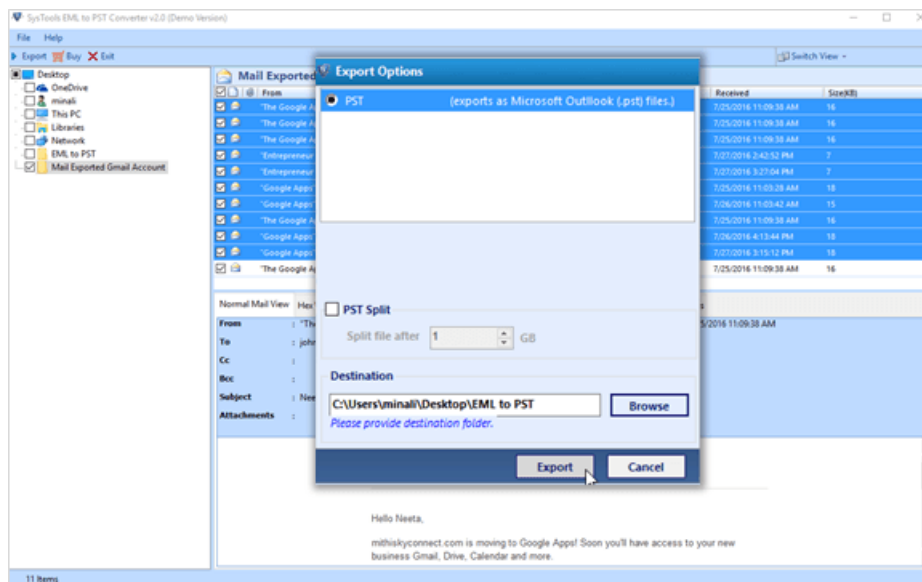 SysTools EML to PST Converter v2.0 (Demo Version)
File Help
Export Buy Exit
Switch View
Desktop
OneDrive
minali
This PC
Libraries
Network
EML to PST
Mail Exported Gmail Account
Mail Exported
From Received Size(KB)
"The Google A 7/25/2016 11:09:38 AM 16
"The Google A 7/25/2016 11:09:38 AM 16
"The Google A 7/25/2016 11:09:38 AM 16
"Entrepreneur 7/27/2016 2:42:52 PM 7
"Entrepreneur 7/27/2016 3:27:04 PM 7
"Google Apps" 7/25/2016 11:03:28 AM 18
"Google Apps" 7/26/2016 11:03:42 AM 15
"The Google A 7/25/2016 11:09:38 AM 16
"Google Apps" 7/26/2016 4:13:44 PM 18
"Google Apps" 7/27/2016 3:15:12 PM 18
"The Google A 7/25/2016 11:09:38 AM 16
Export Options
PST (exports as Microsoft Outllook (.pst) files.)
PST Split
Split file after 1 GB
Destination
C:\Users\minali\Desktop\EML to PST
Browse
Please provide destination folder.
Export Cancel
Normal Mail View Hex
From : "Th 5/2016 11:09:38 AM
To : john
Cc :
Bcc :
Subject : Nee
Attachments :
Hello Neeta,
mithiskyconnect.com is moving to Google Apps! Soon you'll have access to your new
business Gmail, Drive, Calendar and more.
11 Items